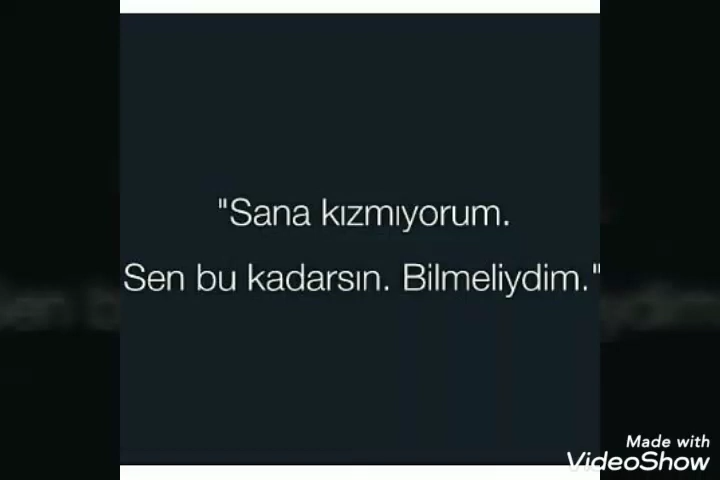 "Sana kızmıyorum.
Sen bu kadarsın. Bilmeliydim."
Made with
VideoShow